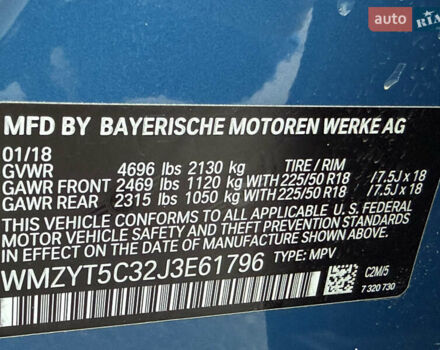 auto RIA
MFD BY BAYERISCHE MOTOREN WERKE AG
01/18
GVWR 4696 lbs 2130 kg TIRE / RIM
GAWR FRONT 2469 lbs 1120 kg WITH 225/50 R18 /7.5J x 18
GAWR REAR 2315 lbs 1050 kg WITH 225/50 R18 /7.5J x 18
THIS VEHICLE CONFORMS TO ALL APPLICABLE U.S. FEDERAL
MOTOR VEHICLE SAFETY, BUMPER, AND THEFT PREVENTION
STANDARDS IN EFFECT ON THE DATE OF MANUFACTURE SHOWN ABOVE.
WMZYT5C32J3E61796 TYPE: MPV
C2M/5
7 320 730